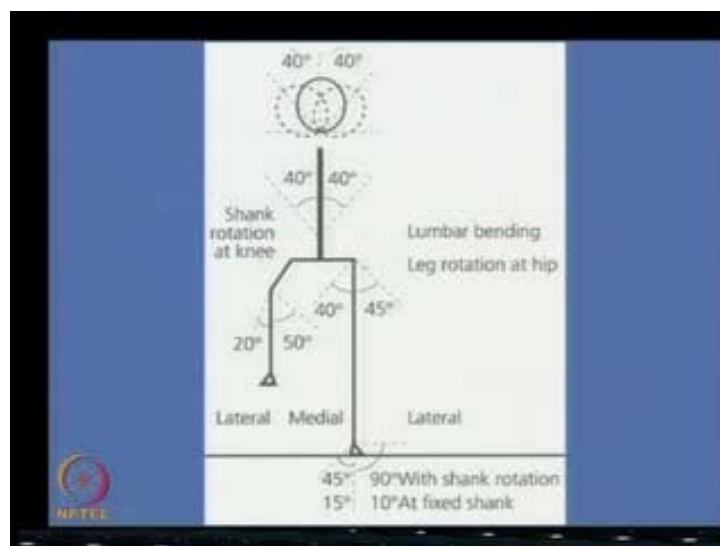 40° 40°
40° 40°
Shank
rotation
at knee
Lumbar bending
Leg rotation at hip
40° 45°
20° 50°
Lateral Medial Lateral
45° 90°With shank rotation
15° 10°At fixed shank
NPTEL